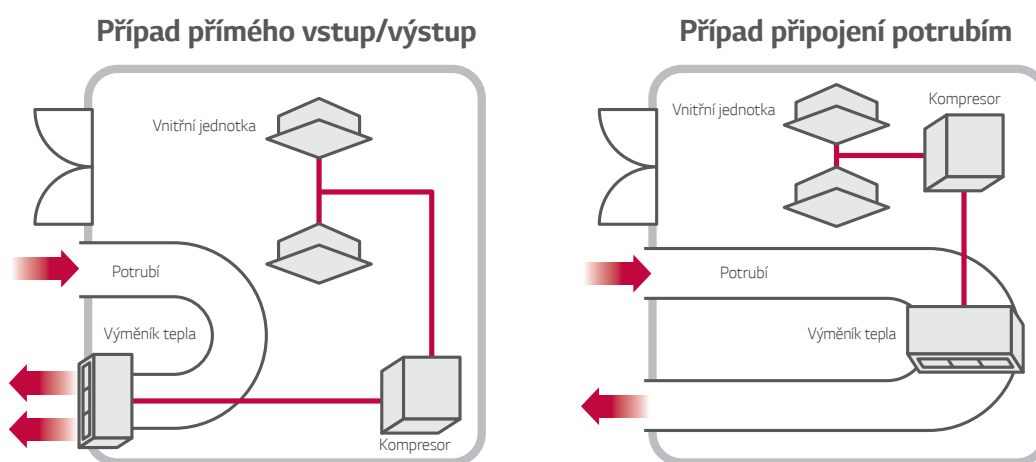 Případ přímého vstup/výstup
Vnitřní jednotka
Potrubí
Výměník tepla
Kompresor
Případ připojení potrubím
Kompresor
Vnitřní jednotka
Potrubí
Výměník tepla